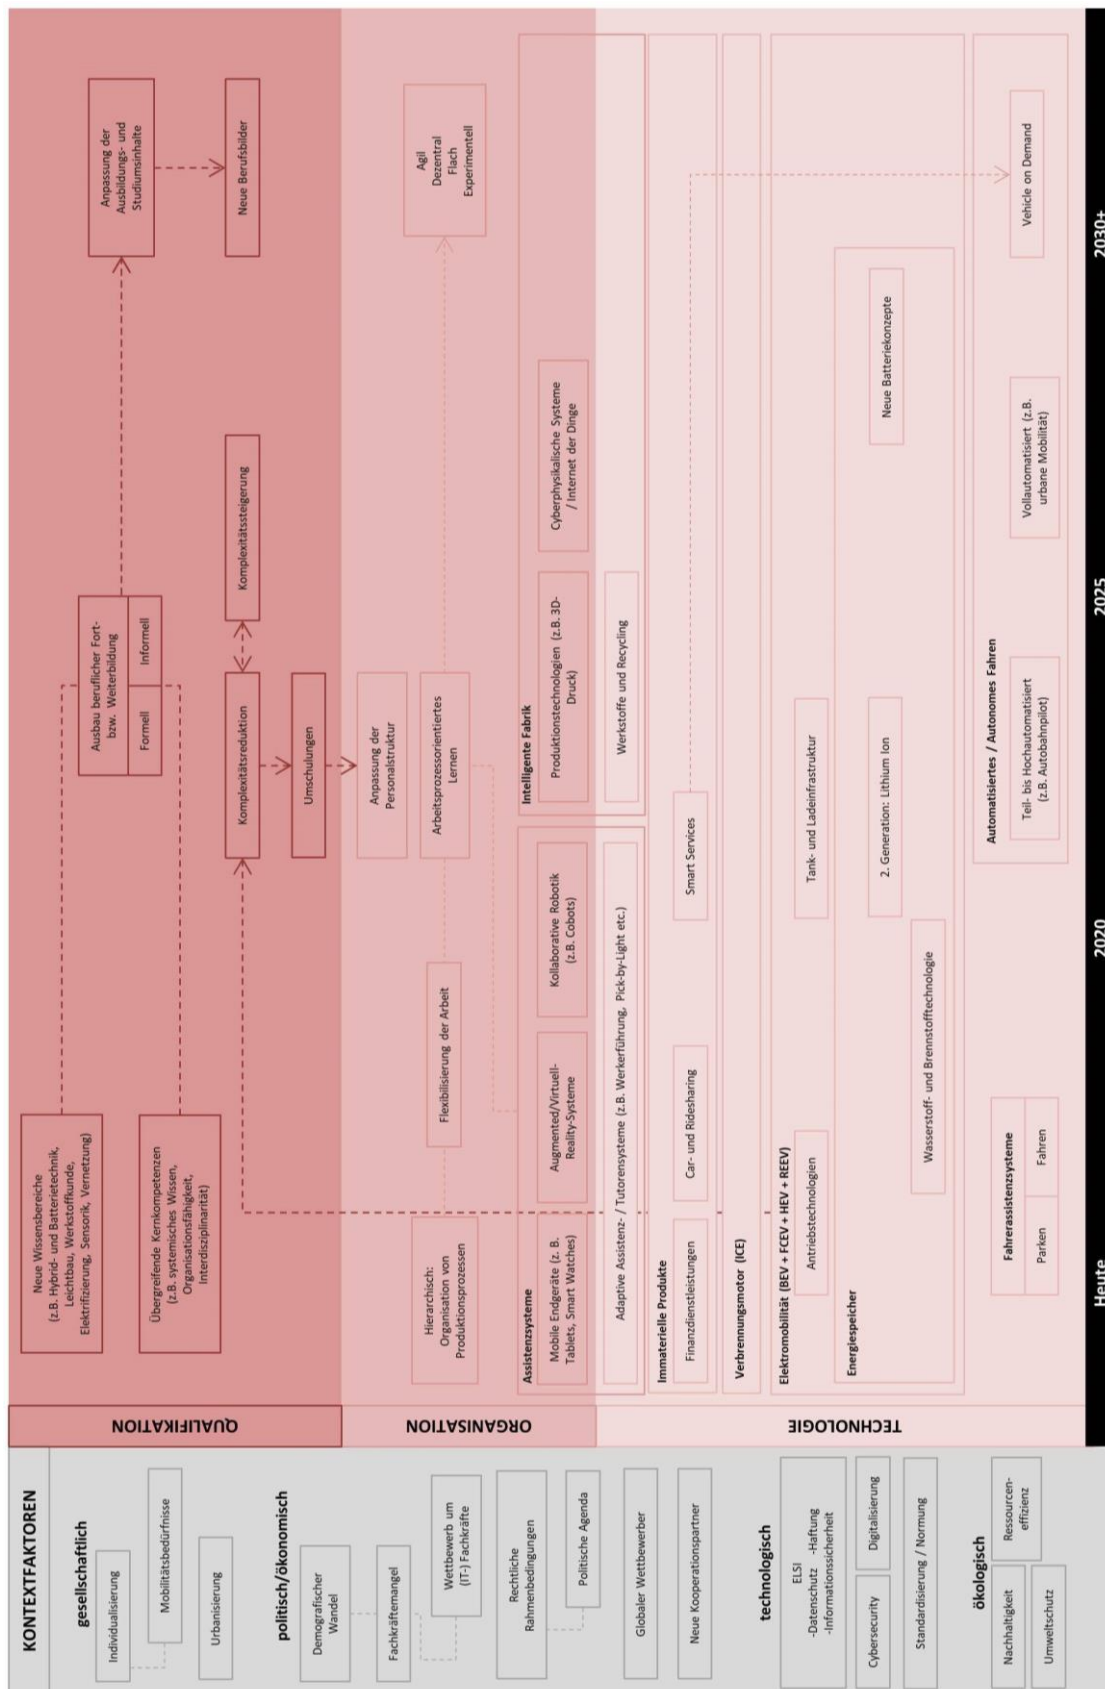 KONTEXTFAKTOREN
gesellschaftlich
Individualisierung
Mobilitätsbedürfnisse
Urbanisierung
politisch/ökonomisch
Demografischer
Wandel
Fachkräftemangel
Wettbewerb um
(IT-) Fachkräfte
Rechtliche
Rahmenbedingungen
Politische Agenda
Globaler Wettbewerber
Neue Kooperationspartner
technologisch
ELSI
-Datenschutz -Haftung
-Informationssicherheit
Cybersecurity
Digitalisierung
Standardisierung / Normung
ökologisch
Nachhaltigkeit
Ressourcen-
effizienz
Umweltschutz
QUALIFIKATION
Neue Wissensbereiche
(z.B. Hybrid- und Batterietechnik,
Leichtbau, Werkstoffkunde,
Elektrifizierung, Sensorik, Vernetzung)
Übergreifende Kernkompetenzen
(z.B. systemisches Wissen,
Organisationsfähigkeit,
Interdisziplinarität)
Ausbau beruflicher Fort-
bzw. Weiterbildung
Formell
Informell
Anpassung der
Ausbildungs- und
Studiumsinhalte
Neue Berufsbilder
Komplexitätsreduktion
Komplexitätssteigerung
Umschulungen
ORGANISATION
Anpassung der
Personalstruktur
Hierarchisch:
Organisation von
Produktionsprozessen
Flexibilisierung der Arbeit
Arbeitsprozessorientiertes
Lernen
Agil
Dezentral
Flach
Experimentell
Assistenzsysteme
Mobile Endgeräte (z. B.
Tablets, Smart Watches)
Augmented/Virtuell-
Reality-Systeme
Kollaborative Robotik
(z.B. Cobots)
Intelligente Fabrik
Produktionstechnologien (z.B. 3D-
Druck)
Cyberphysikalische Systeme
/ Internet der Dinge
TECHNOLOGIE
Adaptive Assistenz- / Tutorensysteme (z.B. Werkerführung, Pick-by-Light etc.)
Werkstoffe und Recycling
Immaterielle Produkte
Finanzdienstleistungen
Car- und Ridesharing
Smart Services
Verbrennungsmotor (ICE)
Elektromobilität (BEV + FCEV + HEV + REEV)
Antriebstechnologien
Tank- und Ladeinfrastruktur
Energiespeicher
2. Generation: Lithium Ion
Neue Batteriekonzepte
Wasserstoff- und Brennstofftechnologie
Automatisiertes / Autonomes Fahren
Fahrerassistenzsysteme
Parken
Fahren
Teil- bis Hochautomatisiert
(z.B. Autobahnpilot)
Vollautomatisiert (z.B.
urbane Mobilität)
Vehicle on Demand
Heute
2020
2025
2030+